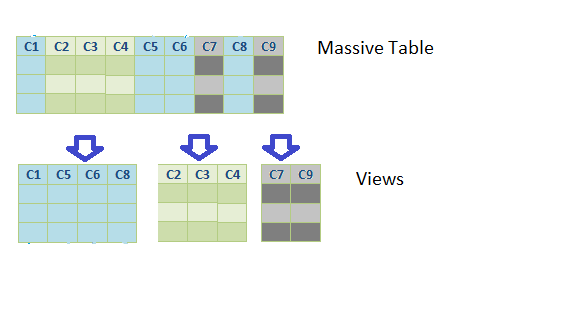 C1 C2 C3 C4 C5 C6 C7 C8 C9
Massive Table
C1 C5 C6 C8
C2 C3 C4
C7 C9
Views